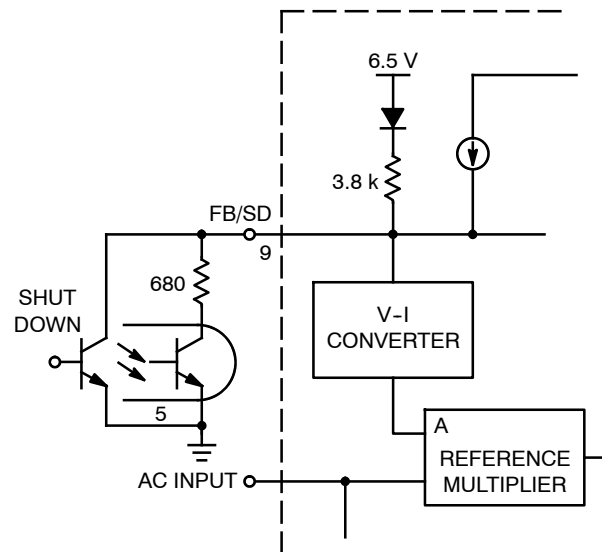 6.5 V
3.8 k
FB/SD
9
680
SHUT
DOWN
V-I
CONVERTER
5
A
REFERENCE
MULTIPLIER
AC INPUT